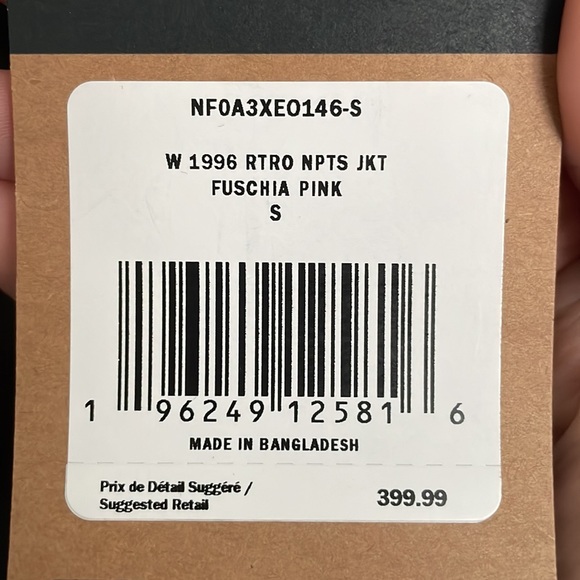 NF0A3XEO146-S
W 1996 RTRO NPTS JKT
FUSCHIA PINK
S
1 96249 12581 6
MADE IN BANGLADESH
Prix de Détail Suggéré /
Suggested Retail
399.99